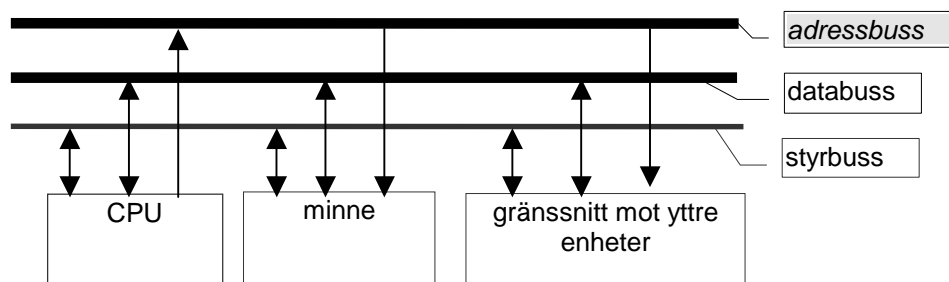 adressbuss
databuss
styrbuss
CPU
minne
gränssnitt mot yttre
enheter